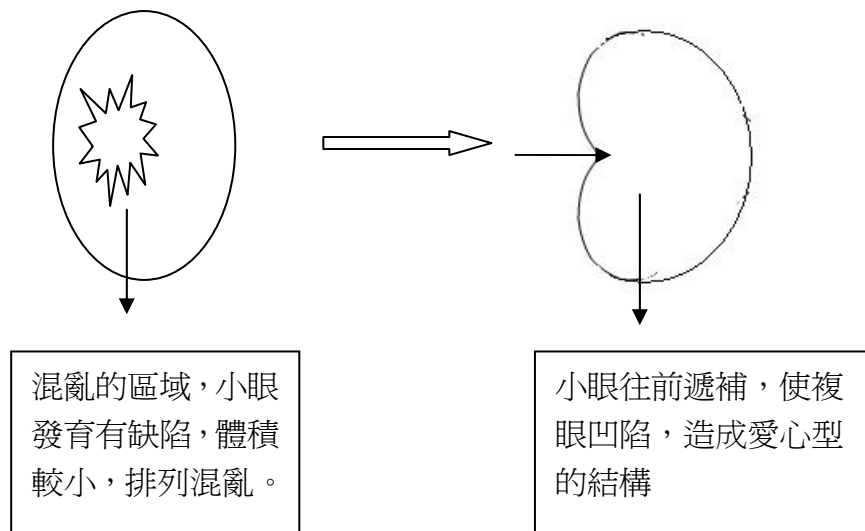 混亂的區域，小眼
發育有缺陷，體積
較小，排列混亂。
小眼往前遞補，使複
眼凹陷，造成愛心型
的結構